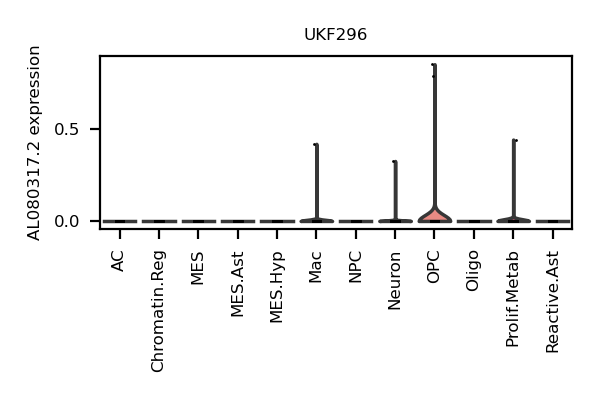 UKF296
AL080317.2 expression
0.5
0.0
AC
Chromatin.Reg
MES
MES.Ast
MES.Hyp
Mac
NPC
Neuron
OPC
Oligo
Prolif.Metab
Reactive.Ast